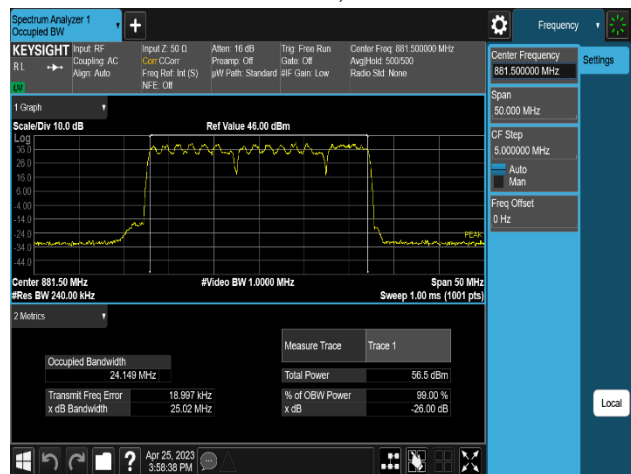 Spectrum Analyzer 1
Occupied BW
+
Frequency
KEYSIGHT
RL
LW
Input: RF
Coupling: AC
Align: Auto
Input Z: 50 Ω
Corr CCorr
Freq Ref: Int (S)
NFE: Off
Atten: 16 dB
Preamp: Off
µW Path: Standard
Trig: Free Run
Gate: Off
#IF Gain: Low
Center Freq: 881.500000 MHz
Avg|Hold: 500/500
Radio Std: None
Center Frequency
881.500000 MHz
Settings
Span
50.000 MHz
CF Step
5.000000 MHz
Auto
Man
Freq Offset
0 Hz
Local
1 Graph
Scale/Div 10.0 dB
Ref Value 46.00 dBm
Log
36.0
26.0
16.0
6.00
-4.00
-14.0
-24.0
-34.0
-44.0
PEAK
Center 881.50 MHz
#Video BW 1.0000 MHz
Span 50 MHz
#Res BW 240.00 kHz
Sweep 1.00 ms (1001 pts)
2 Metrics
Measure Trace
Trace 1
Occupied Bandwidth
24.149 MHz
Total Power
56.5 dBm
Transmit Freq Error
18.997 kHz
% of OBW Power
99.00 %
x dB Bandwidth
25.02 MHz
x dB
-26.00 dB
?
Apr 25, 2023
3:58:38 PM